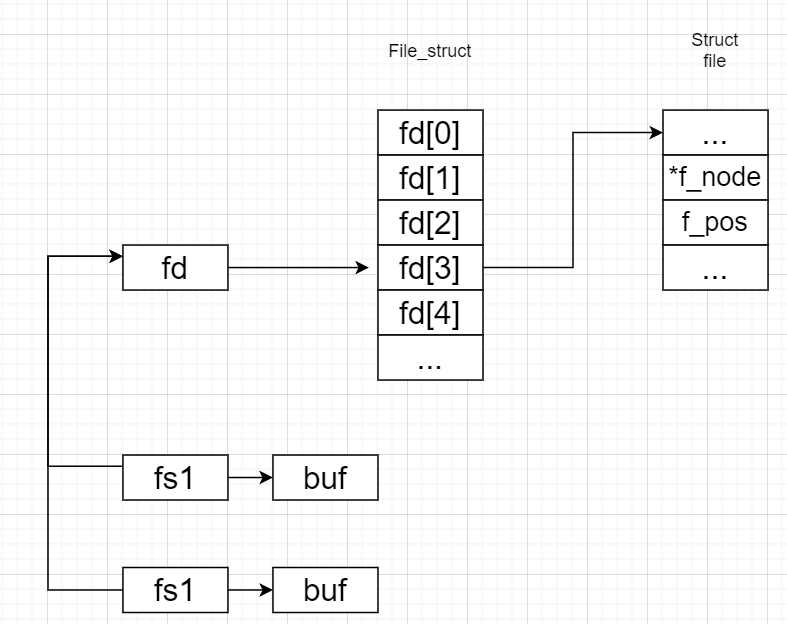 File_struct
Struct
file
fd[0]
fd[1]
fd[2]
fd[3]
fd[4]
...
...
*f_node
f_pos
...
fd
fs1
buf
fs1
buf